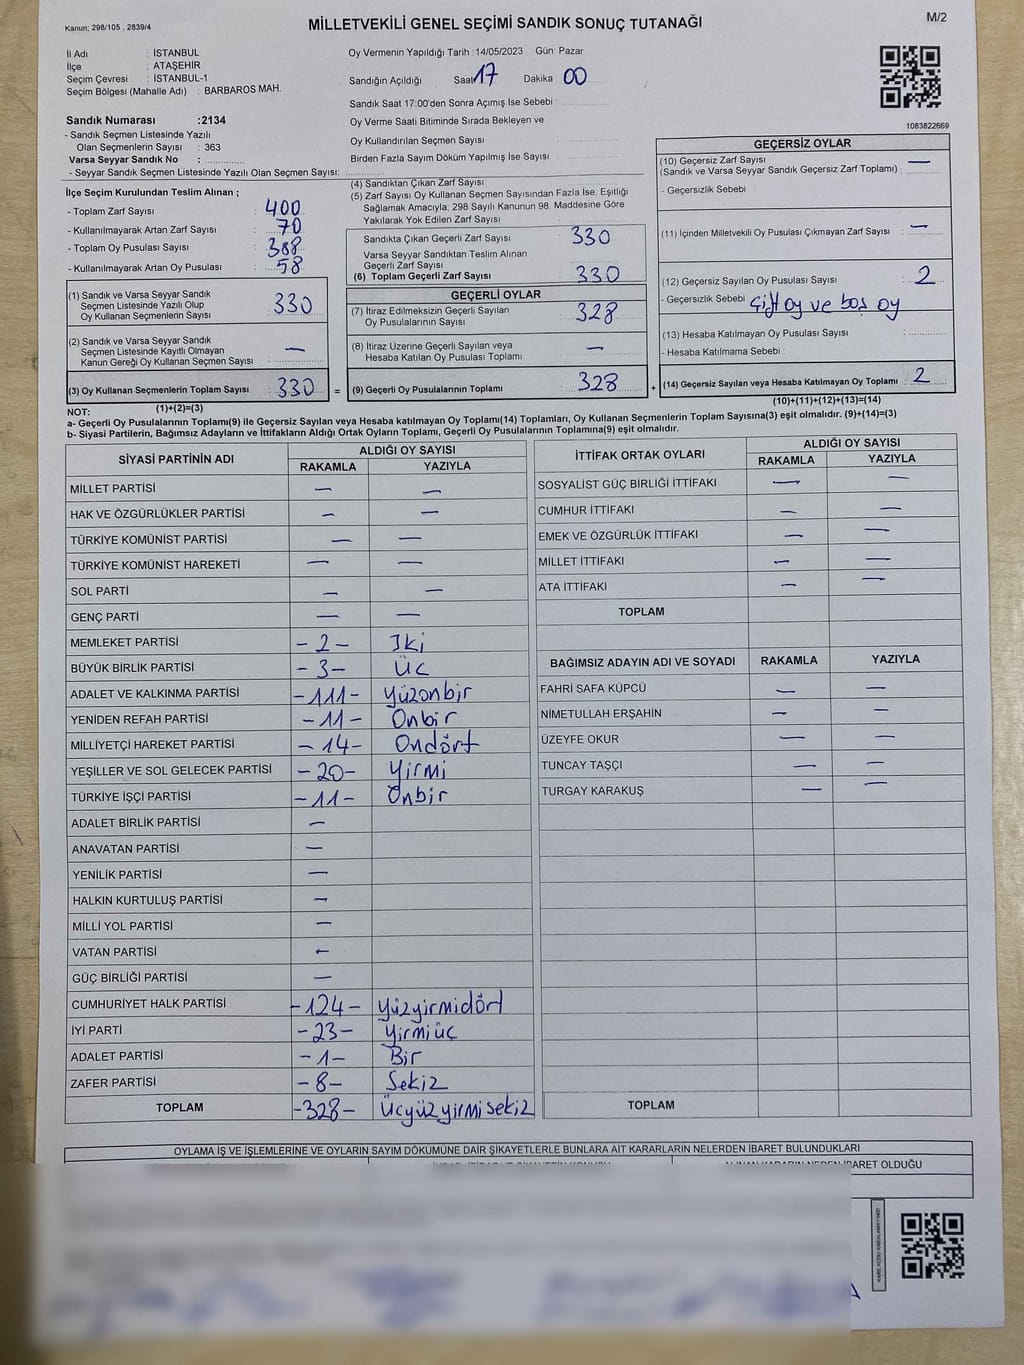 Kanun: 298/105 , 2839/4
MİLLETVEKİLİ GENEL SEÇİMİ SANDIK SONUÇ TUTANAĞI
M/2
İl Adı : İSTANBUL
İlçe : ATAŞEHİR
Seçim Çevresi : İSTANBUL-1
Seçim Bölgesi (Mahalle Adı) : BARBAROS MAH.
Oy Vermenin Yapıldığı Tarih : 14/05/2023 Gün: Pazar
Sandığın Açıldığı Saat 17 Dakika 00
Sandık Saat 17:00'den Sonra Açımış İse Sebebi :
Oy Verme Saati Bitiminde Sırada Bekleyen ve
Oy Kullandırılan Seçmen Sayısı :
Birden Fazla Sayım Döküm Yapılmış İse Sayısı :
1083822669
Sandık Numarası :2134
- Sandık Seçmen Listesinde Yazılı
Olan Seçmenlerin Sayısı : 363
Varsa Seyyar Sandık No :
- Seyyar Sandık Seçmen Listesinde Yazılı Olan Seçmen Sayısı:
İlçe Seçim Kurulundan Teslim Alınan ;
- Toplam Zarf Sayısı : 400
- Kullanılmayarak Artan Zarf Sayısı : 70
- Toplam Oy Pusulası Sayısı : 388
- Kullanılmayarak Artan Oy Pusulası : 58
(1) Sandık ve Varsa Seyyar Sandık
Seçmen Listesinde Yazılı Olup
Oy Kullanan Seçmenlerin Sayısı : 330
(2) Sandık ve Varsa Seyyar Sandık
Seçmen Listesinde Kayıtlı Olmayan
Kanun Gereği Oy Kullanan Seçmen Sayısı : —
(3) Oy Kullanan Seçmenlerin Toplam Sayısı : 330 =
(1)+(2)=(3)
(4) Sandıktan Çıkan Zarf Sayısı
(5) Zarf Sayısı Oy Kullanan Seçmen Sayısından Fazla İse, Eşitliği
Sağlamak Amacıyla; 298 Sayılı Kanunun 98. Maddesine Göre
Yakılarak Yok Edilen Zarf Sayısı :
Sandıkta Çıkan Geçerli Zarf Sayısı : 330
Varsa Seyyar Sandıktan Teslim Alınan
Geçerli Zarf Sayısı
(6) Toplam Geçerli Zarf Sayısı : 330
GEÇERLİ OYLAR
(7) İtiraz Edilmeksizin Geçerli Sayılan
Oy Pusulalarının Sayısı : 328
(8) İtiraz Üzerine Geçerli Sayılan veya
Hesaba Katılan Oy Pusulası Toplamı : —
(9) Geçerli Oy Pusulalarının Toplamı : 328 +
GEÇERSİZ OYLAR
(10) Geçersiz Zarf Sayısı —
(Sandık ve Varsa Seyyar Sandık Geçersiz Zarf Toplamı) :
- Geçersizlik Sebebi :
(11) İçinden Milletvekili Oy Pusulası Çıkmayan Zarf Sayısı : —
(12) Geçersiz Sayılan Oy Pusulası Sayısı : 2
- Geçersizlik Sebebi : Çift oy ve boş oy
(13) Hesaba Katılmayan Oy Pusulası Sayısı :
- Hesaba Katılmama Sebebi :
(14) Geçersiz Sayılan veya Hesaba Katılmayan Oy Toplamı : 2
(10)+(11)+(12)+(13)=(14)
NOT:
a- Geçerli Oy Pusulalarının Toplamı(9) ile Geçersiz Sayılan veya Hesaba katılmayan Oy Toplamı(14) Toplamları, Oy Kullanan Seçmenlerin Toplam Sayısına(3) eşit olmalıdır. (9)+(14)=(3)
b- Siyasi Partilerin, Bağımsız Adayların ve İttifakların Aldığı Ortak Oyların Toplamı, Geçerli Oy Pusulalarının Toplamına(9) eşit olmalıdır.
SİYASİ PARTİNİN ADI ALDIĞI OY SAYISI
RAKAMLA YAZIYLA
MİLLET PARTİSİ — —
HAK VE ÖZGÜRLÜKLER PARTİSİ — —
TÜRKİYE KOMÜNİST PARTİSİ — —
TÜRKİYE KOMÜNİST HAREKETİ — —
SOL PARTİ — —
GENÇ PARTİ — —
MEMLEKET PARTİSİ -2- İki
BÜYÜK BİRLİK PARTİSİ -3- Üç
ADALET VE KALKINMA PARTİSİ -111- Yüzonbir
YENİDEN REFAH PARTİSİ -11- Onbir
MİLLİYETÇİ HAREKET PARTİSİ -14- Ondört
YEŞİLLER VE SOL GELECEK PARTİSİ -20- Yirmi
TÜRKİYE İŞÇİ PARTİSİ -11- Onbir
ADALET BİRLİK PARTİSİ —
ANAVATAN PARTİSİ —
YENİLİK PARTİSİ —
HALKIN KURTULUŞ PARTİSİ —
MİLLİ YOL PARTİSİ —
VATAN PARTİSİ —
GÜÇ BİRLİĞİ PARTİSİ —
CUMHURİYET HALK PARTİSİ -124- Yüzyirmidört
İYİ PARTİ -23- Yirmiüç
ADALET PARTİSİ -1- Bir
ZAFER PARTİSİ -8- Sekiz
TOPLAM -328- Üçyüzyirmisekiz
İTTİFAK ORTAK OYLARI ALDIĞI OY SAYISI
RAKAMLA YAZIYLA
SOSYALİST GÜÇ BİRLİĞİ İTTİFAKI — —
CUMHUR İTTİFAKI — —
EMEK VE ÖZGÜRLÜK İTTİFAKI — —
MİLLET İTTİFAKI — —
ATA İTTİFAKI — —
TOPLAM
BAĞIMSIZ ADAYIN ADI VE SOYADI RAKAMLA YAZIYLA
FAHRİ SAFA KÜPCÜ — —
NİMETULLAH ERŞAHİN — —
ÜZEYFE OKUR — —
TUNCAY TAŞÇI — —
TURGAY KARAKUŞ — —
TOPLAM
OYLAMA İŞ VE İŞLEMLERİNE VE OYLARIN SAYIM DÖKÜMÜNE DAİR ŞİKAYETLERLE BUNLARA AİT KARARLARIN NELERDEN İBARET BULUNDUKLARI
İBARET OLDUĞU
KARE KODU KARALAMAYINIZ!